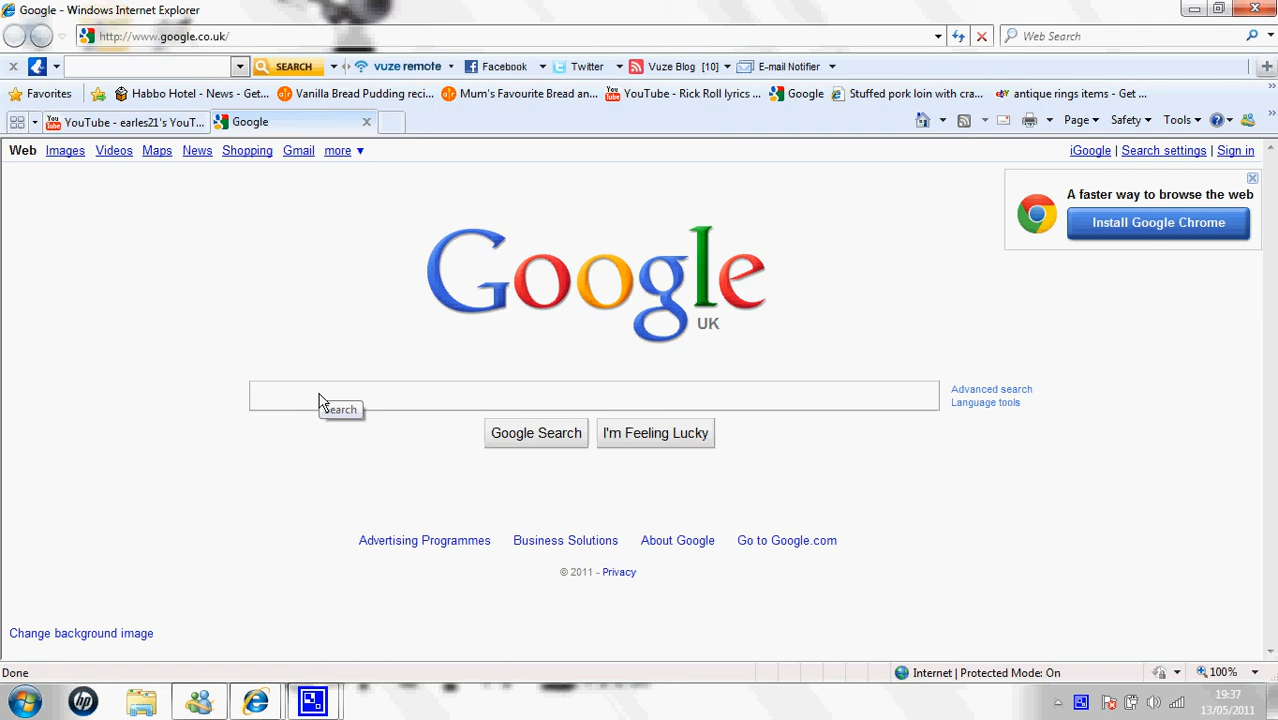 Google - Windows Internet Explorer
http://www.google.co.uk/
Web Search
SEARCH vuze remote Facebook Twitter Vuze Blog [10] E-mail Notifier
Favorites Habbo Hotel - News - Get... Vanilla Bread Pudding reci... Mum's Favourite Bread an... YouTube - Rick Roll lyrics ... Google Stuffed pork loin with cra... antique rings items - Get ...
YouTube - earles21's YouT... Google Page Safety Tools
Web Images Videos Maps News Shopping Gmail more iGoogle | Search settings | Sign in
A faster way to browse the web
Install Google Chrome
Google
UK
Search
Advanced search
Language tools
Google Search I'm Feeling Lucky
Advertising Programmes Business Solutions About Google Go to Google.com
© 2011 - Privacy
Change background image
Done Internet | Protected Mode: On 100%
hp
19:37
13/05/2011